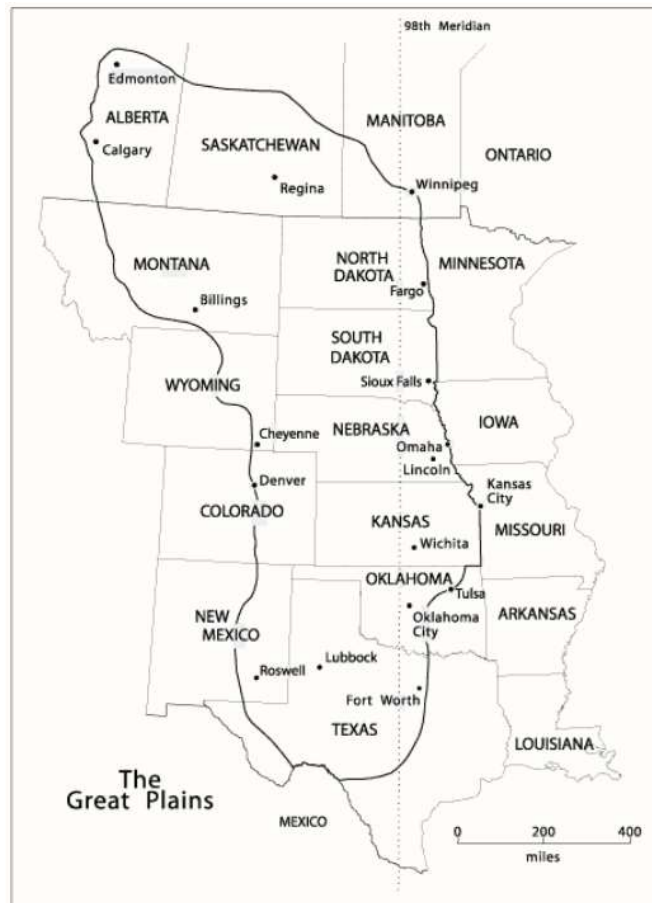 98th Meridian
Edmonton
ALBERTA
MANITOBA
Calgary
SASKATCHEWAN
ONTARIO
Regina
Winnipeg
MONTANA
NORTH
DAKOTA
MINNESOTA
Fargo
Billings
SOUTH
DAKOTA
WYOMING
Sioux Falls
NEBRASKA
IOWA
Cheyenne
Omaha
Lincoln
Denver
Kansas
City
COLORADO
KANSAS
MISSOURI
Wichita
OKLAHOMA
Tulsa
NEW
MEXICO
Oklahoma
City
ARKANSAS
Lubbock
Roswell
Fort Worth
TEXAS
LOUISIANA
The
Great Plains
MEXICO
0 200 400
miles